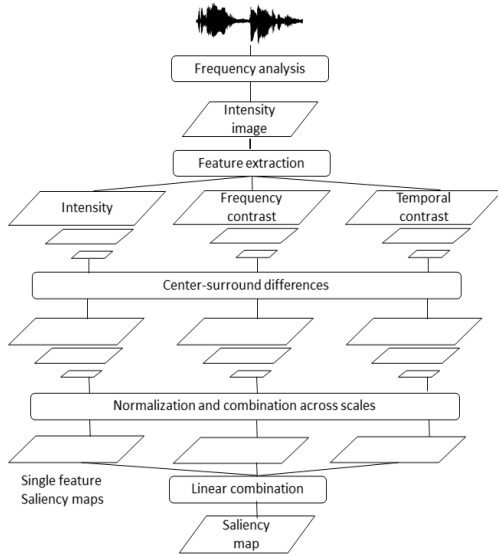 Frequency analysis
Intensity
image
Feature extraction
Intensity
Frequency
contrast
Temporal
contrast
Center-surround differences
Normalization and combination across scales
Single feature
Saliency maps
Linear combination
Saliency
map